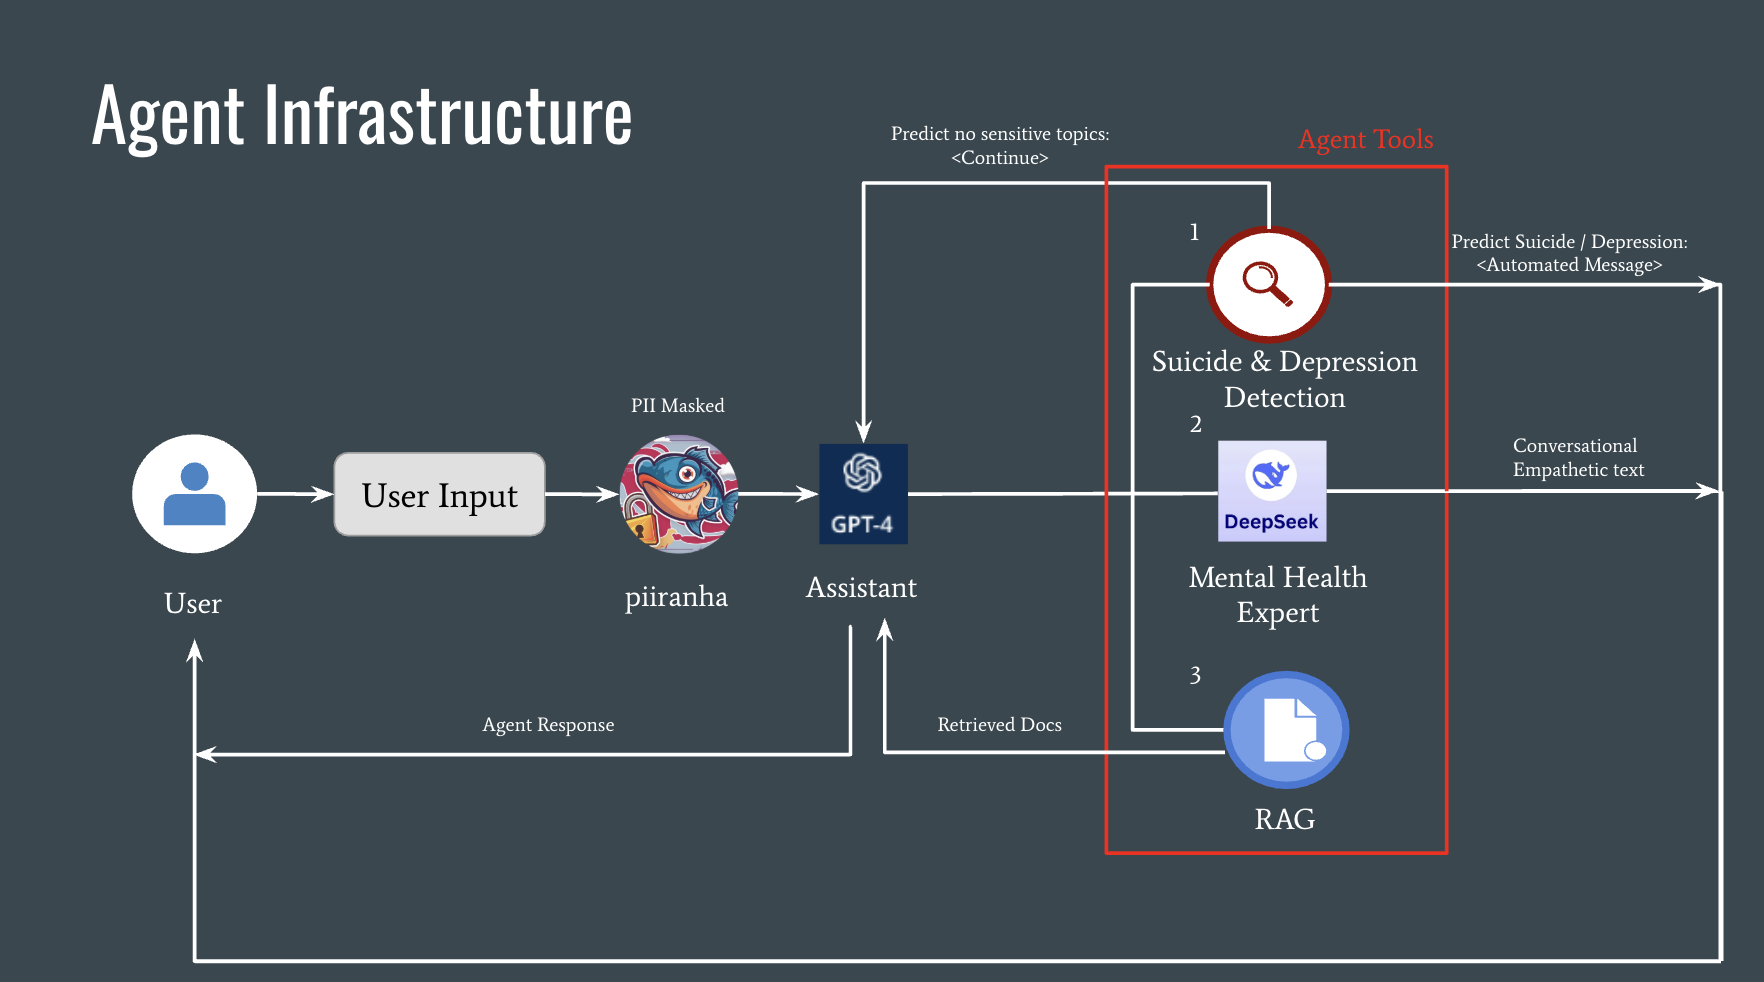 Agent Infrastructure
Predict no sensitive topics:
<Continue>
Agent Tools
1
Predict Suicide / Depression:
<Automated Message>
Suicide & Depression
Detection
PII Masked
2
Conversational
Empathetic text
User Input
GPT-4
DeepSeek
User
piiranha
Assistant
Mental Health
Expert
3
Agent Response
Retrieved Docs
RAG